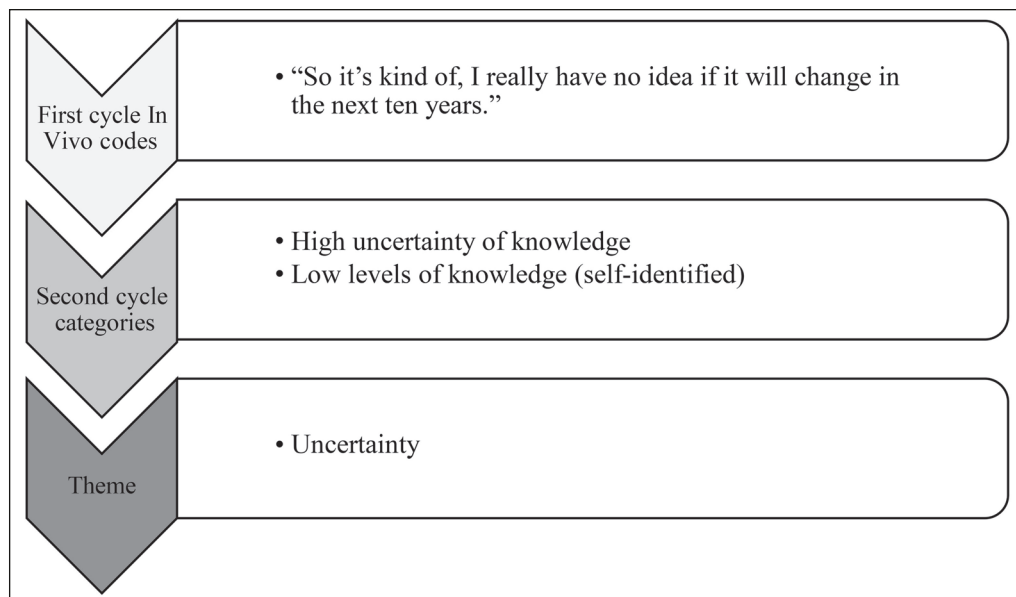 First cycle In
Vivo codes
• “So it’s kind of, I really have no idea if it will change in
the next ten years.”
Second cycle
categories
• High uncertainty of knowledge
• Low levels of knowledge (self-identified)
Theme
• Uncertainty